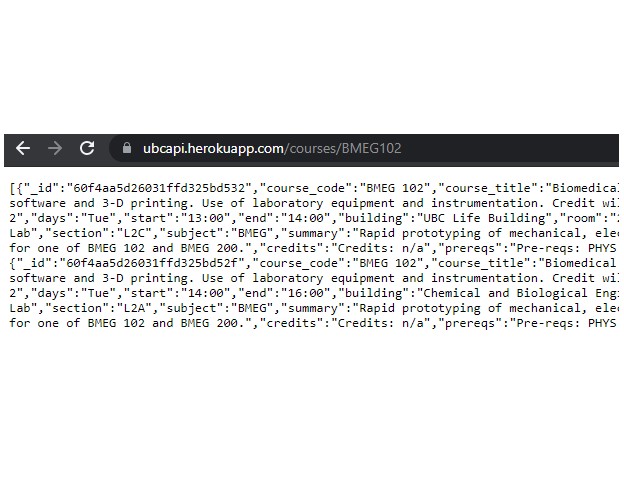 ubcapi.herokuapp.com/courses/BMEG102
[{"_id":"60f4aa5d26031ffd325bd532","course_code":"BMEG 102","course_title":"Biomedical
software and 3-D printing. Use of laboratory equipment and instrumentation. Credit wil
2","days":"Tue","start":"13:00","end":"14:00","building":"UBC Life Building","room":"2
Lab","section":"L2C","subject":"BMEG","summary":"Rapid prototyping of mechanical, elec
for one of BMEG 102 and BMEG 200.","credits":"Credits: n/a","prereqs":"Pre-reqs: PHYS
{"_id":"60f4aa5d26031ffd325bd52f","course_code":"BMEG 102","course_title":"Biomedical
software and 3-D printing. Use of laboratory equipment and instrumentation. Credit wil
2","days":"Tue","start":"14:00","end":"16:00","building":"Chemical and Biological Engi
Lab","section":"L2A","subject":"BMEG","summary":"Rapid prototyping of mechanical, elec
for one of BMEG 102 and BMEG 200.","credits":"Credits: n/a","prereqs":"Pre-reqs: PHYS